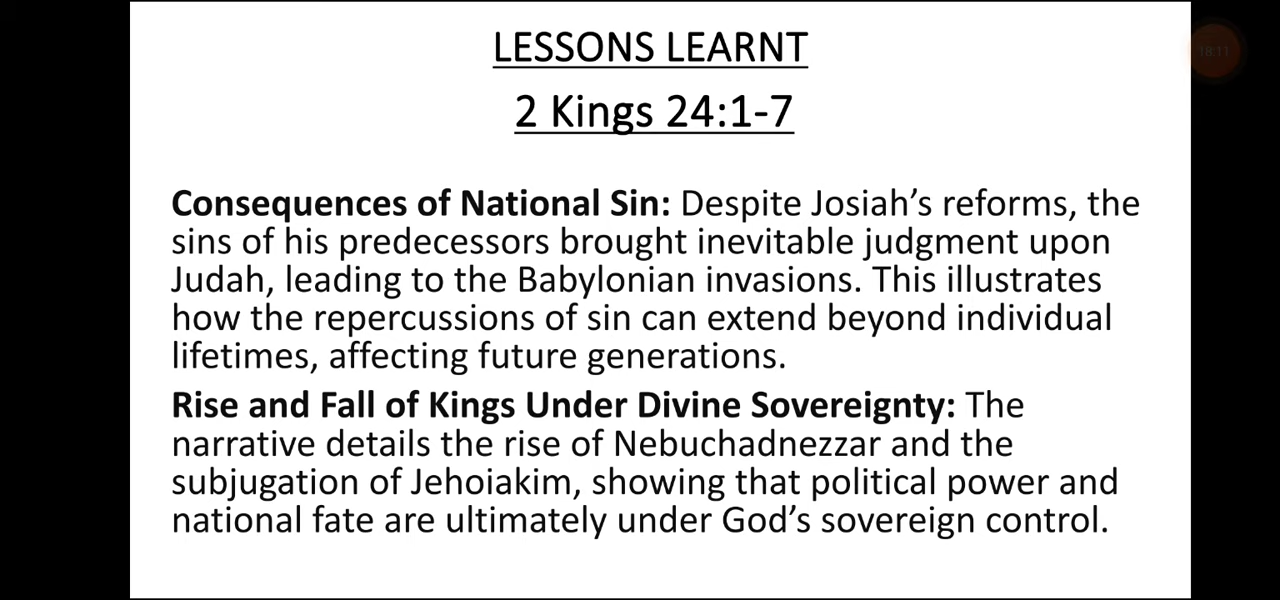 LESSONS LEARNT
2 Kings 24:1-7
18:11
Consequences of National Sin: Despite Josiah’s reforms, the
sins of his predecessors brought inevitable judgment upon
Judah, leading to the Babylonian invasions. This illustrates
how the repercussions of sin can extend beyond individual
lifetimes, affecting future generations.
Rise and Fall of Kings Under Divine Sovereignty: The
narrative details the rise of Nebuchadnezzar and the
subjugation of Jehoiakim, showing that political power and
national fate are ultimately under God’s sovereign control.